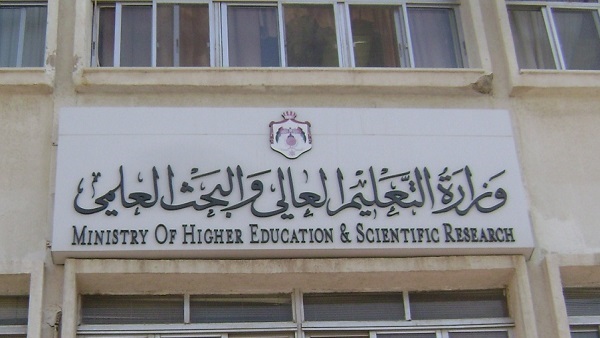 وزارة التعليم العالي والبحث العلمي
MINISTRY OF HIGHER EDUCATION & SCIENTIFIC RESEARCH